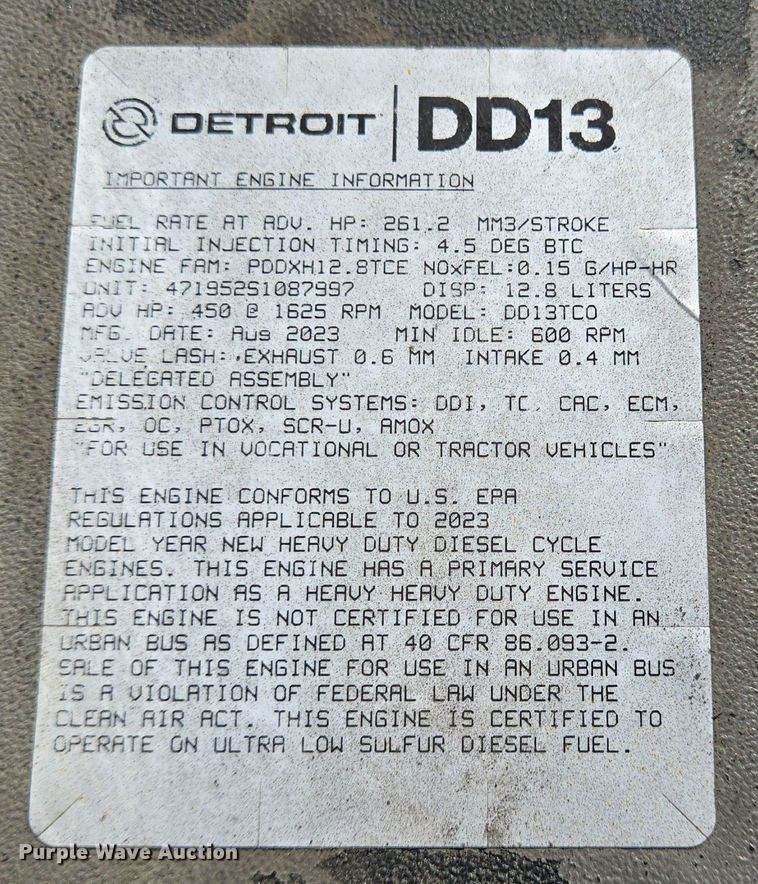 DETROIT DD13
IMPORTANT ENGINE INFORMATION
FUEL RATE AT ADV. HP: 261.2 MM3/STROKE
INITIAL INJECTION TIMING: 4.5 DEG BTC
ENGINE FAM: PDDXH12.8TCE NOxFEL:0.15 G/HP-HR
UNIT: 471952S1087997 DISP: 12.8 LITERS
ADV HP: 450 @ 1625 RPM MODEL: DD13TCO
MFG. DATE: Aug 2023 MIN IDLE: 600 RPM
VALVE LASH: EXHAUST 0.6 MM INTAKE 0.4 MM
"DELEGATED ASSEMBLY"
EMISSION CONTROL SYSTEMS: DDI, TC, CAC, ECM,
EGR, OC, PTOX, SCR-U, AMOX
"FOR USE IN VOCATIONAL OR TRACTOR VEHICLES"
THIS ENGINE CONFORMS TO U.S. EPA
REGULATIONS APPLICABLE TO 2023
MODEL YEAR NEW HEAVY DUTY DIESEL CYCLE
ENGINES. THIS ENGINE HAS A PRIMARY SERVICE
APPLICATION AS A HEAVY HEAVY DUTY ENGINE.
THIS ENGINE IS NOT CERTIFIED FOR USE IN AN
URBAN BUS AS DEFINED AT 40 CFR 86.093-2.
SALE OF THIS ENGINE FOR USE IN AN URBAN BUS
IS A VIOLATION OF FEDERAL LAW UNDER THE
CLEAN AIR ACT. THIS ENGINE IS CERTIFIED TO
OPERATE ON ULTRA LOW SULFUR DIESEL FUEL.
Purple Wave Auction